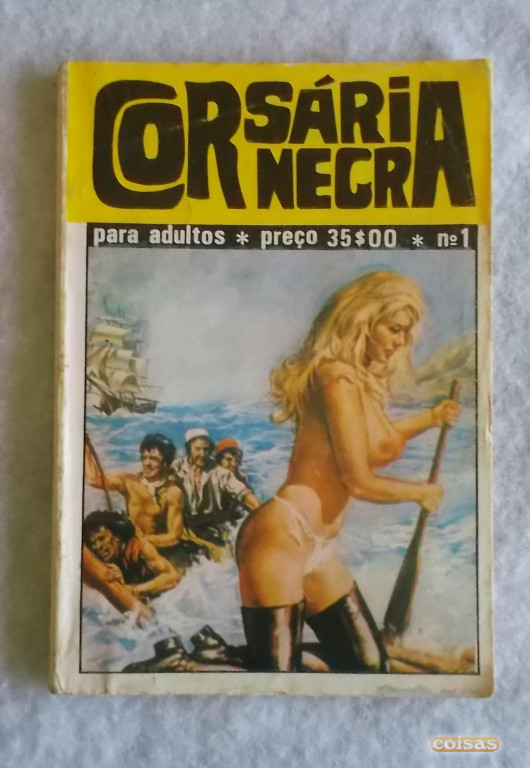 CORSÁRIA
NEGRA
para adultos * preço 35$00 * nº1
coisas